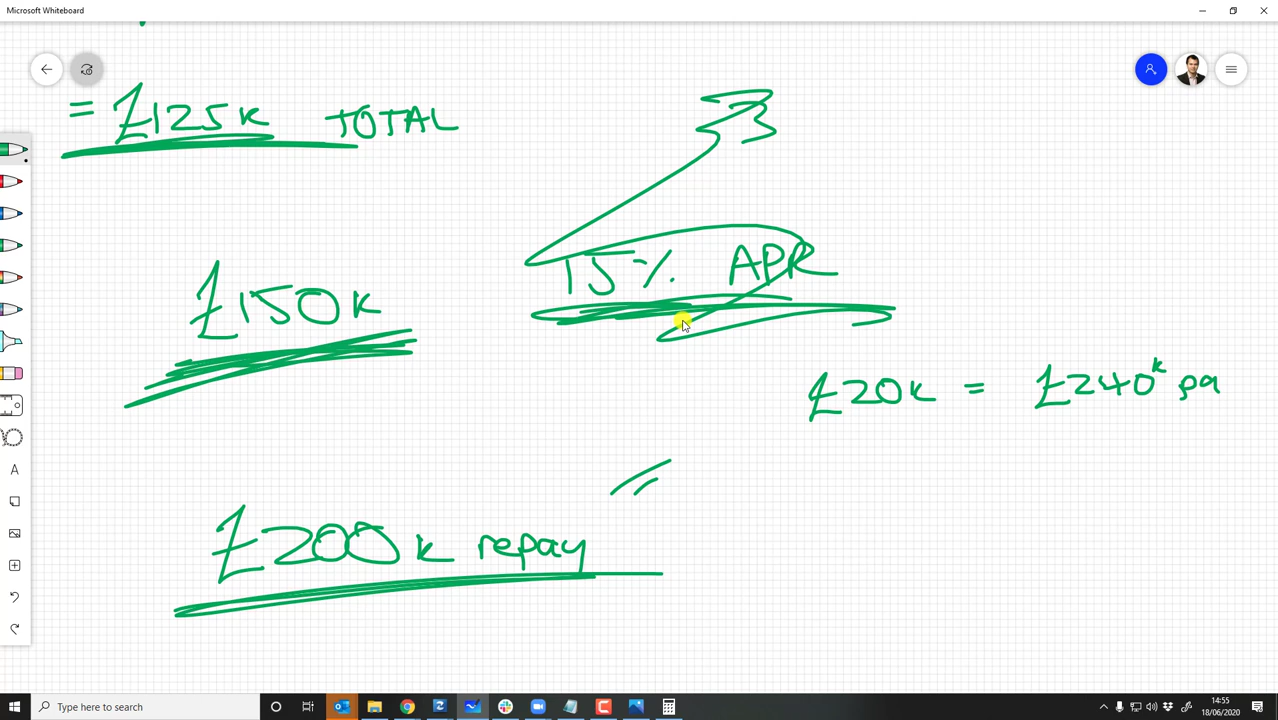 Microsoft Whiteboard
= £125k TOTAL
15% APR
£150k
£20k = £240k pa
£200k repay
A
Type here to search
14:55
18/06/2020